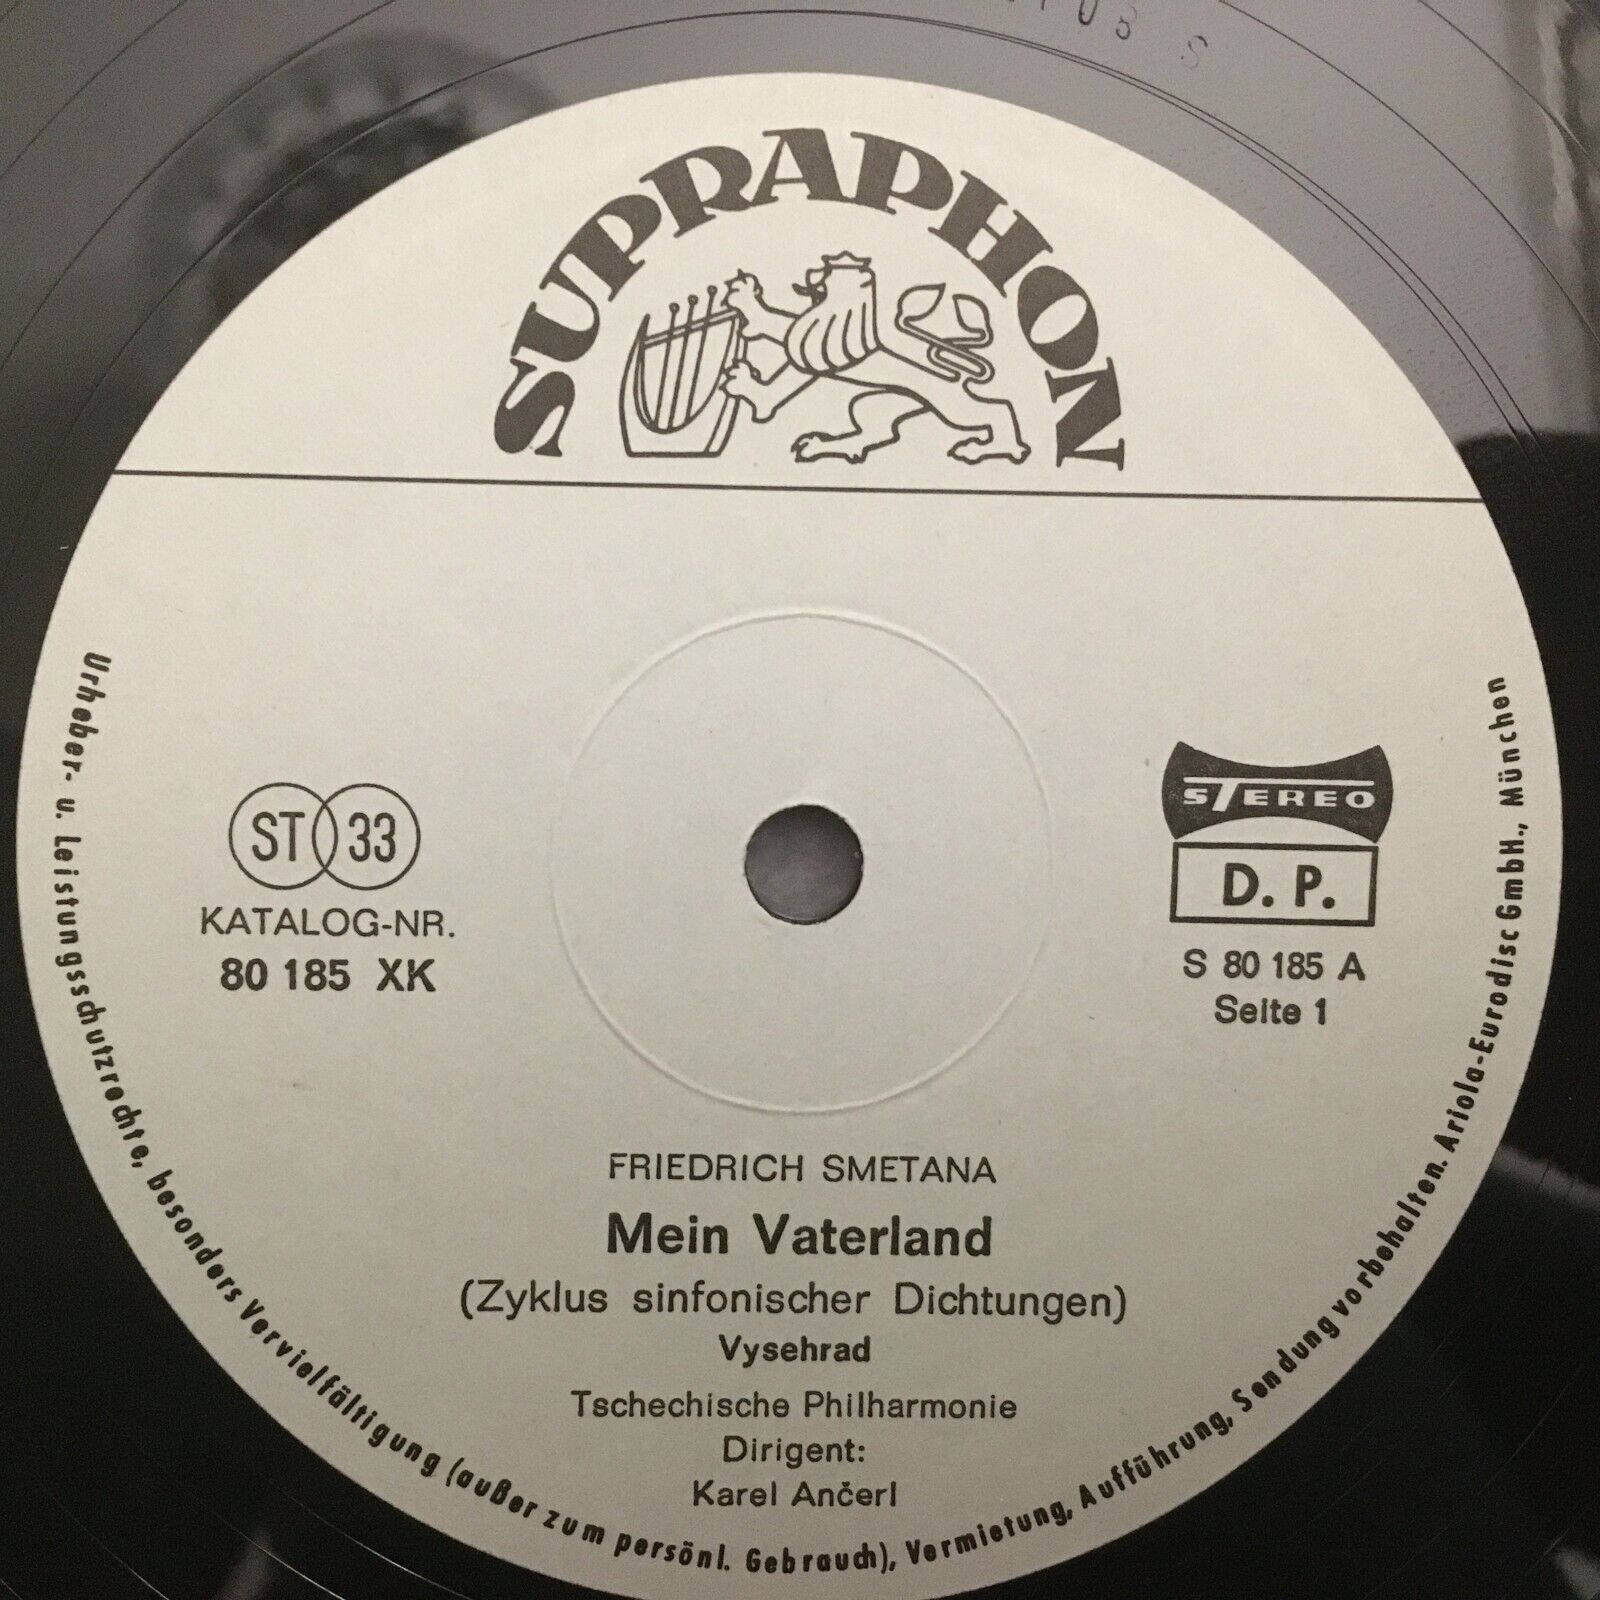 SUPRAPHON
ST 33
KATALOG-NR.
80 185 XK
STEREO
D. P.
S 80 185 A
Seite 1
FRIEDRICH SMETANA
Mein Vaterland
(Zyklus sinfonischer Dichtungen)
Vysehrad
Tschechische Philharmonie
Dirigent:
Karel Ančerl
Urheber- u. Leistungsschutzrechte, besonders Vervielfältigung (außer zum persönl. Gebrauch), Vermietung, Aufführung, Sendung vorbehalten. Ariola-Eurodisc GmbH., München